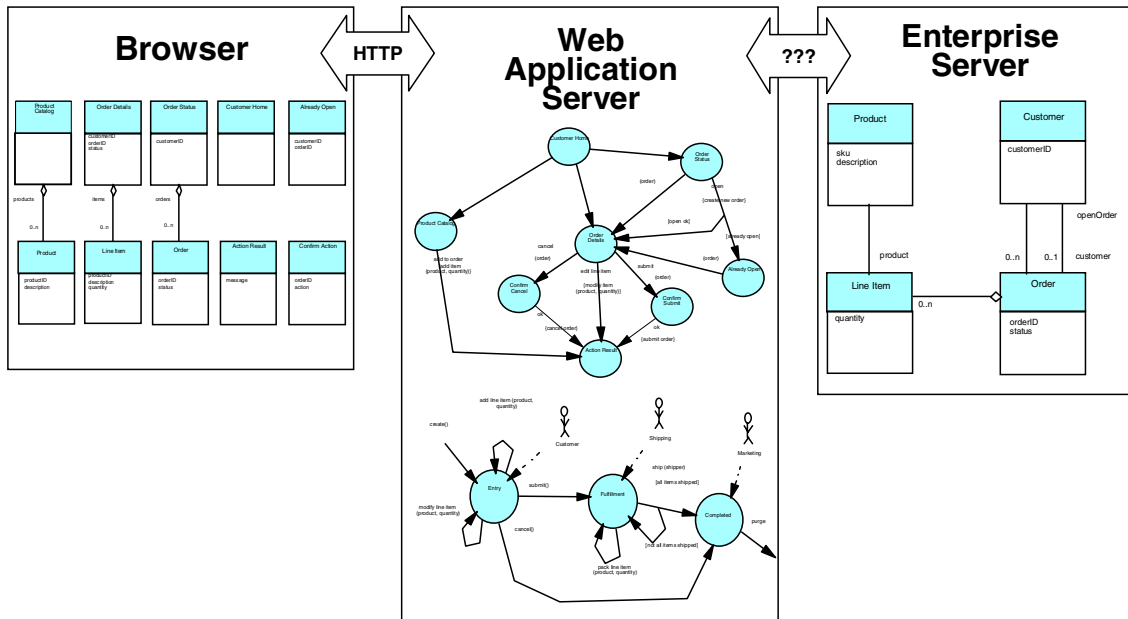 Browser
HTTP
Web
Application
Server
???
Enterprise
Server
Product
Catalog
Order Details
customerID
orderID
status
Order Status
customerID
Customer Home
Already Open
customerID
orderID
products
0..n
items
0..n
orders
0..n
Product
productID
description
Line Item
productID
description
quantity
Order
orderID
status
Action Result
message
Confirm Action
orderID
action
Customer Home
Order
Status
(order)
open
[create new order}
[open ok]
[already open]
Product Catalog
Order
Details
cancel
(order)
add to order
add item
(product, quantity)}
edit line item
submit
(order)
(order)
Already Open
{modify item
(product, quantity)}
Confirm
Cancel
Confirm
Submit
ok
{cancel order}
ok
{submit order}
Action Result
add line item (product,
quantity)
create()
Customer
Shipping
Marketing
Entry
submit()
Fulfillment
ship (shipper)
[all items shipped]
Completed
modify line item
(product, quantity)
cancel()
[not all items shipped]
purge
pack line item
(product, quantity)
Product
sku
description
Customer
customerID
openOrder
product
0..n
0..1
customer
Line Item
quantity
0..n
Order
orderID
status